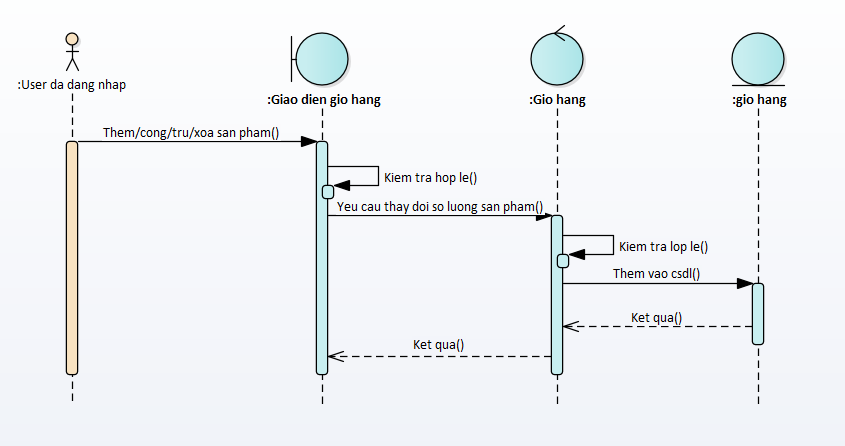 :User da dang nhap
:Giao dien gio hang
:Gio hang
:gio hang
Them/cong/tru/xoa san pham()
Kiem tra hop le()
Yeu cau thay doi so luong san pham()
Kiem tra lop le()
Them vao csdl()
Ket qua()
Ket qua()